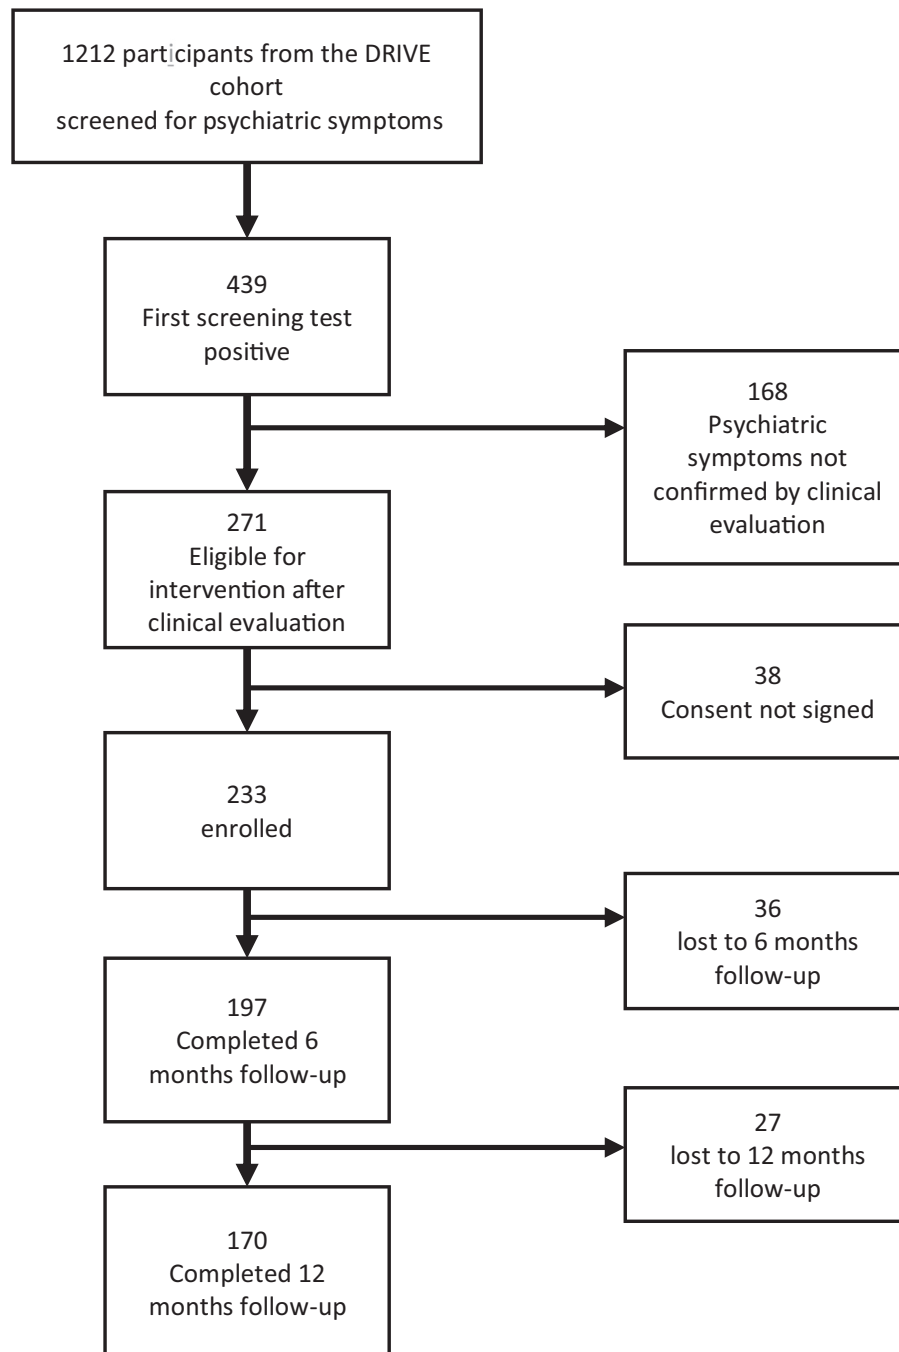 1212 participants from the DRIVE
cohort
screened for psychiatric symptoms
439
First screening test
positive
168
Psychiatric
symptoms not
confirmed by clinical
evaluation
271
Eligible for
intervention after
clinical evaluation
38
Consent not signed
233
enrolled
36
lost to 6 months
follow-up
197
Completed 6
months follow-up
27
lost to 12 months
follow-up
170
Completed 12
months follow-up